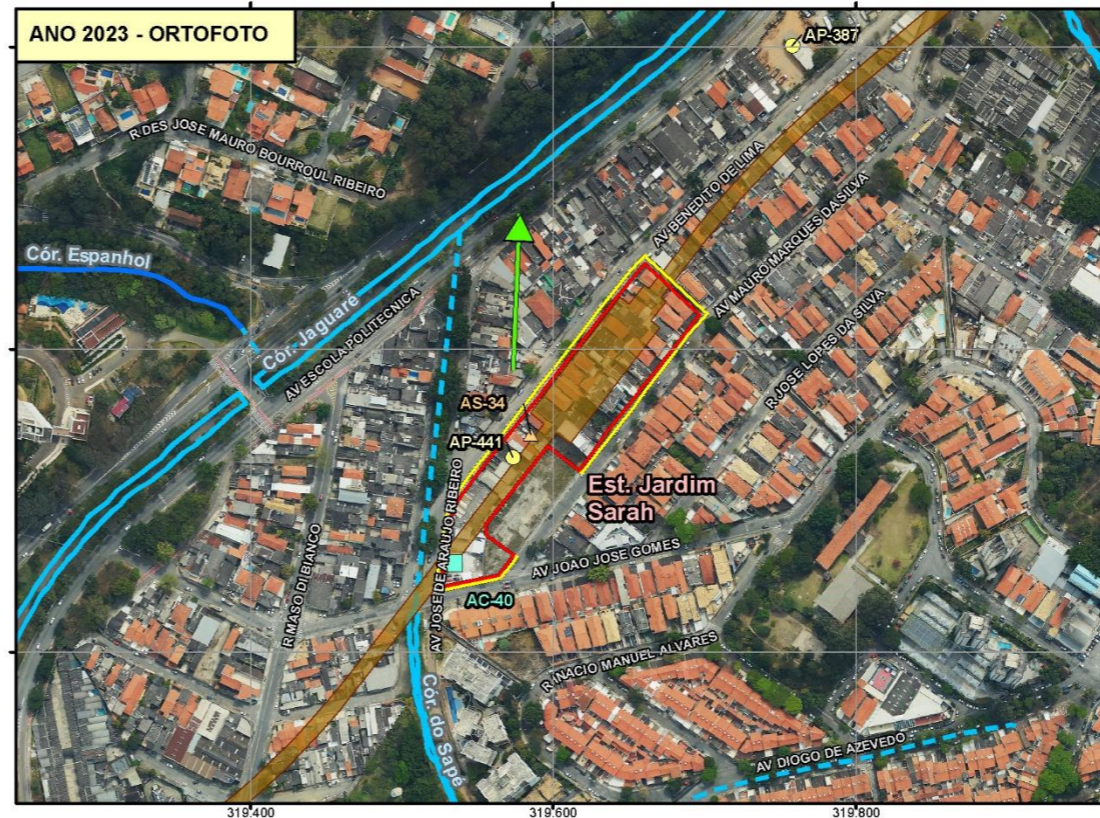 ANO 2023 - ORTOFOTO
AP-387
R DES JOSE MAURO BOURROUL RIBEIRO
AV BENEDITO DE LIMA
AV MAURO MARQUES DA SILVA
Cór. Espanhol
Cór. Jaguaré
AV ESCOLA POLITECNICA
R JOSE LOPES DA SILVA
AS-34
AP-441
Est. Jardim
Sarah
AV JOSE DE ARAUJO RIBEIRO
R MASO DI BIANCO
AV JOAO JOSE GOMES
AC-40
R INACIO MANUEL ALVARES
Cór. do Sapé
AV DIOGO DE AZEVEDO
319.400
319.600
319.800